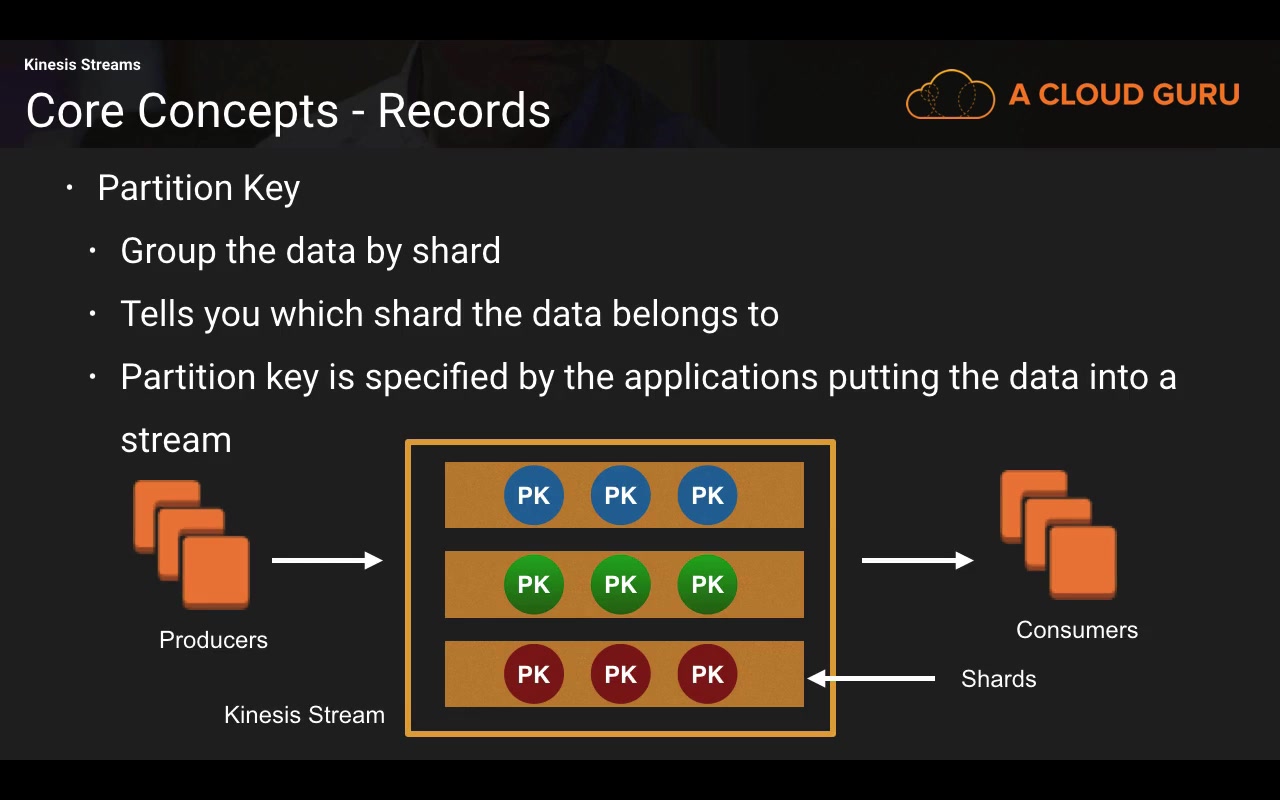 Kinesis Streams
Core Concepts - Records
A CLOUD GURU
· Partition Key
· Group the data by shard
· Tells you which shard the data belongs to
· Partition key is specified by the applications putting the data into a
stream
PK PK PK
PK PK PK
PK PK PK
Producers
Consumers
Shards
Kinesis Stream